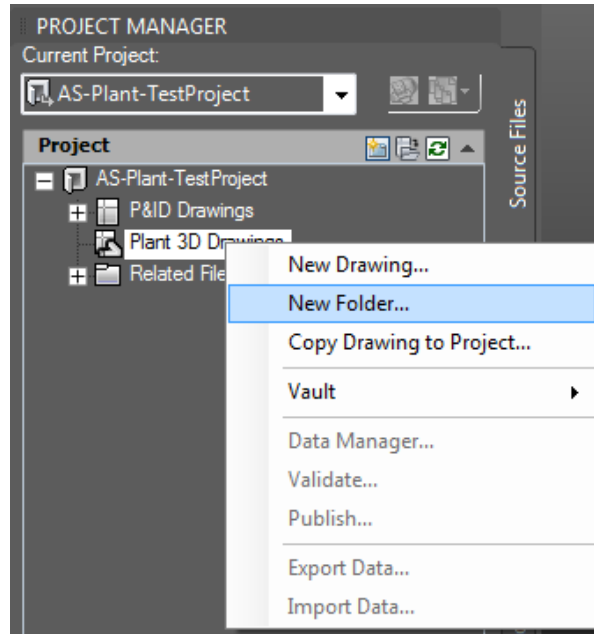 PROJECT MANAGER
Current Project:
AS-Plant-TestProject
Project
AS-Plant-TestProject
P&ID Drawings
Plant 3D Drawings
Related File
New Drawing...
New Folder...
Copy Drawing to Project...
Vault
Data Manager...
Validate...
Publish...
Export Data...
Import Data...
Source Files